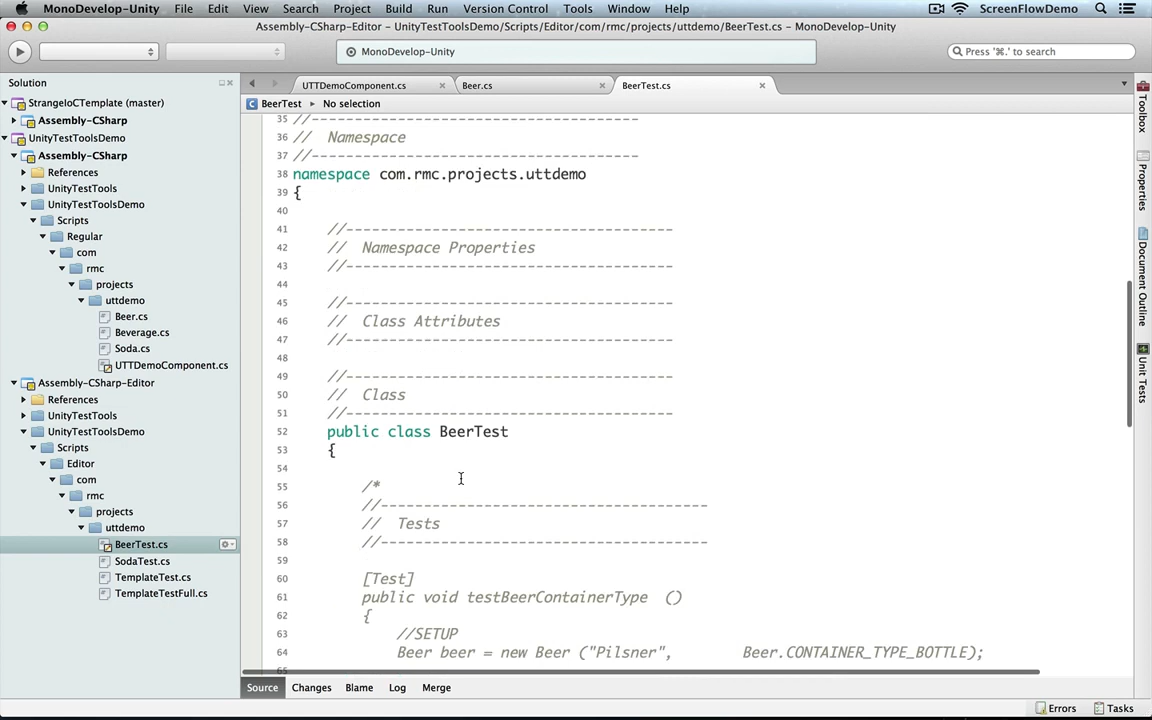 MonoDevelop-Unity File Edit View Search Project Build Run Version Control Tools Window Help ScreenFlowDemo
Assembly-CSharp-Editor – UnityTestToolsDemo/Scripts/Editor/com/rmc/projects/uttdemo/BeerTest.cs – MonoDevelop-Unity
MonoDevelop-Unity
Press '⌘.' to search
Solution
StrangeIoCTemplate (master)
Assembly-CSharp
UnityTestToolsDemo
Assembly-CSharp
References
UnityTestTools
UnityTestToolsDemo
Scripts
Regular
com
rmc
projects
uttdemo
Beer.cs
Beverage.cs
Soda.cs
UTTDemoComponent.cs
Assembly-CSharp-Editor
References
UnityTestTools
UnityTestToolsDemo
Scripts
Editor
com
rmc
projects
uttdemo
BeerTest.cs
SodaTest.cs
TemplateTest.cs
TemplateTestFull.cs
UTTDemoComponent.cs Beer.cs BeerTest.cs
BeerTest No selection
35 //----------------------------------
36 // Namespace
37 //----------------------------------
38 namespace com.rmc.projects.uttdemo
39 {
40
41 //--------------------------------------
42 // Namespace Properties
43 //--------------------------------------
44
45 //--------------------------------------
46 // Class Attributes
47 //--------------------------------------
48
49 //--------------------------------------
50 // Class
51 //--------------------------------------
52 public class BeerTest
53 {
54
55 /*
56 //--------------------------------------
57 // Tests
58 //--------------------------------------
59
60 [Test]
61 public void testBeerContainerType ()
62 {
63 //SETUP
64 Beer beer = new Beer ("Pilsner", Beer.CONTAINER_TYPE_BOTTLE);
65
Source Changes Blame Log Merge
Toolbox
Properties
Document Outline
Unit Tests
Errors Tasks